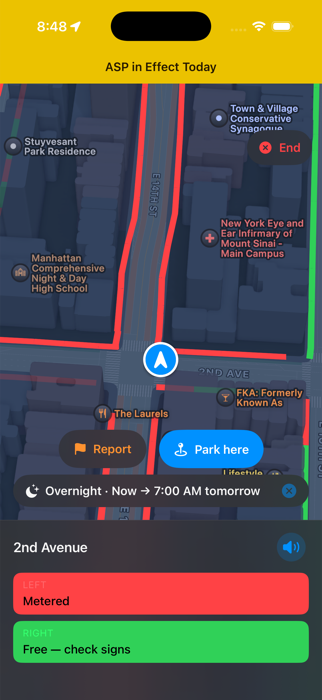 8:48
ASP in Effect Today
Town & Village
Conservative
Synagogue
Stuyvesant
Park Residence
End
E 14TH ST
New York Eye and
Ear Infirmary of
Mount Sinai -
Main Campus
Manhattan
Comprehensive
Night & Day
High School
2ND AVE
FKA: Formerly
Known As
The Laurels
Report
Park here
Lifestyle
Overnight · Now → 7:00 AM tomorrow
2nd Avenue
LEFT
Metered
RIGHT
Free — check signs